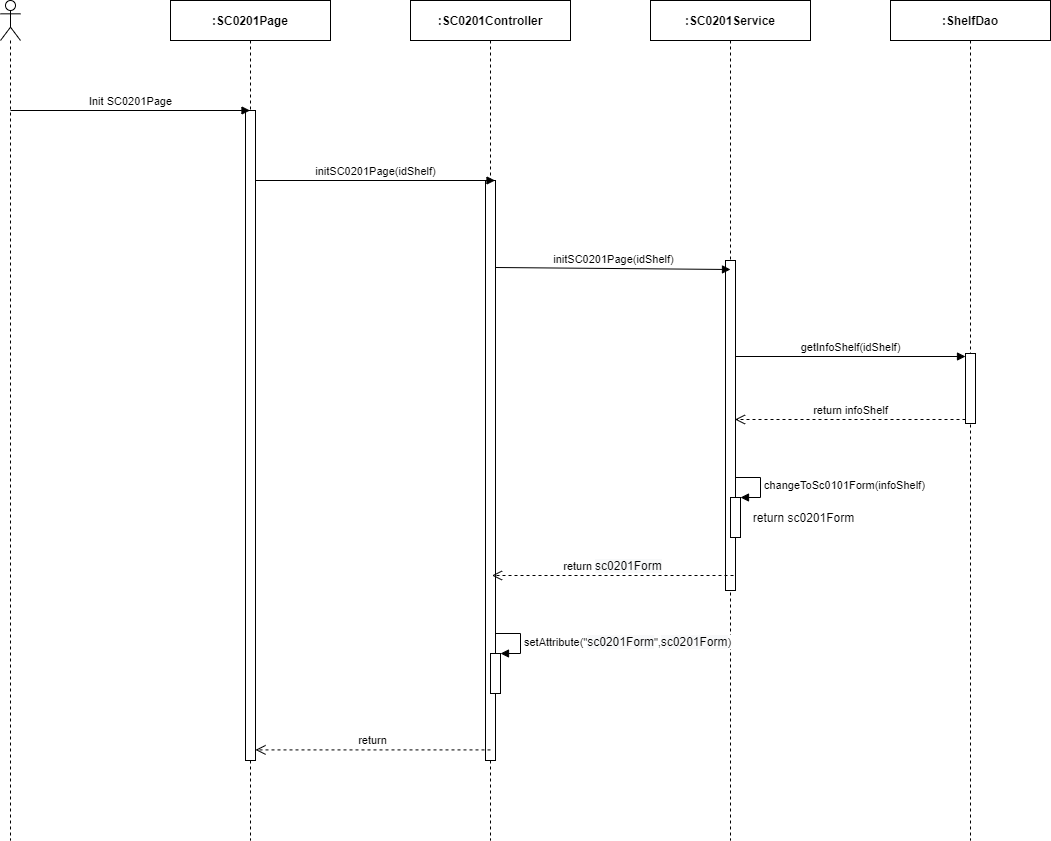 :SC0201Page
:SC0201Controller
:SC0201Service
:ShelfDao
Init SC0201Page
initSC0201Page(idShelf)
initSC0201Page(idShelf)
getInfoShelf(idShelf)
return infoShelf
changeToSc0101Form(infoShelf)
return sc0201Form
return sc0201Form
setAttribute("sc0201Form",sc0201Form)
return